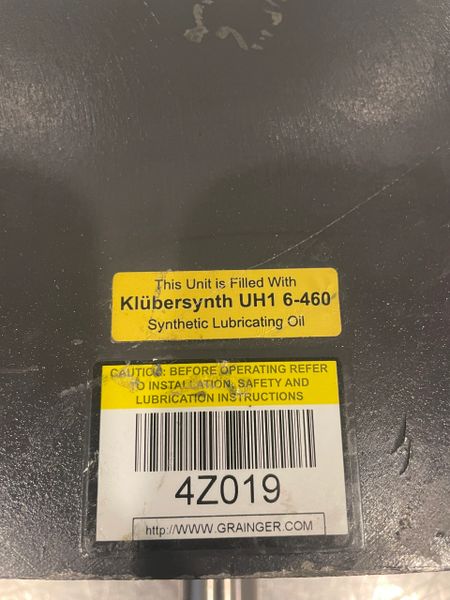 This Unit is Filled With
Klübersynth UH1 6-460
Synthetic Lubricating Oil
CAUTION: BEFORE OPERATING REFER
TO INSTALLATION, SAFETY AND
LUBRICATION INSTRUCTIONS
4Z019
http://WWW.GRAINGER.COM